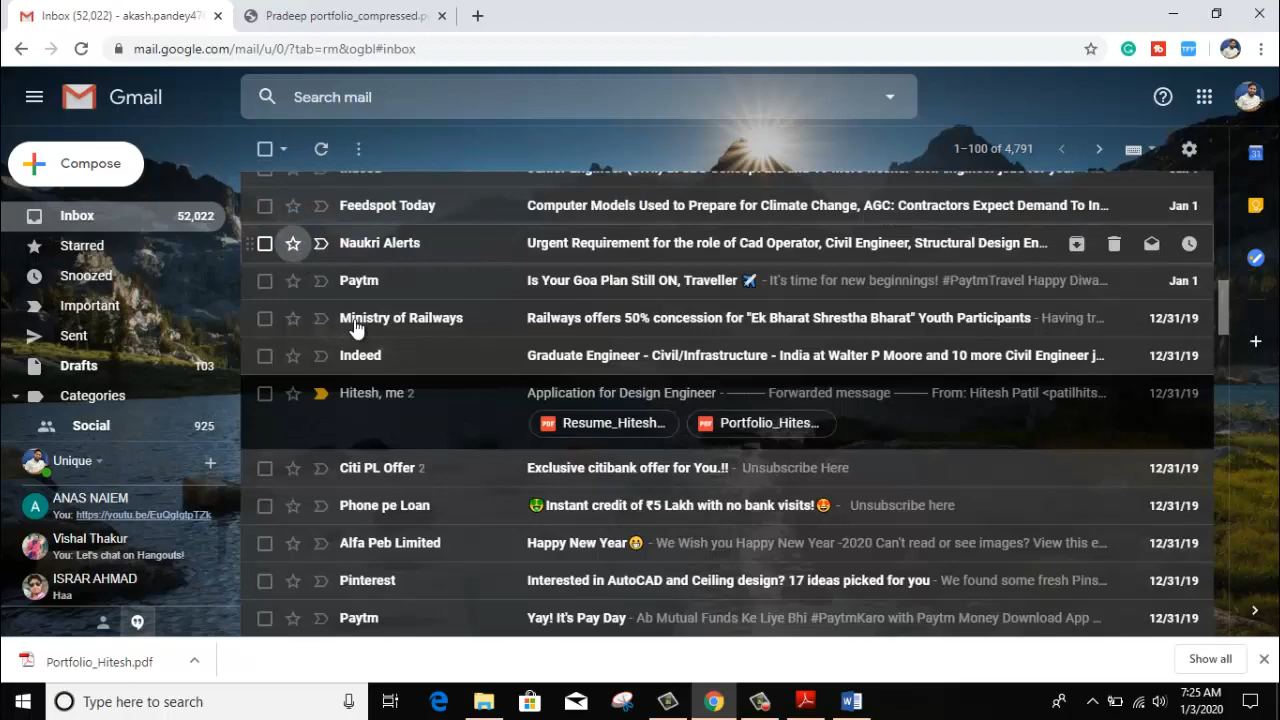 Inbox (52,022) - akash.pandey47
Pradeep portfolio_compressed.p
mail.google.com/mail/u/0/?tab=rm&ogbl#inbox
Gmail
Search mail
Compose
1–100 of 4,791
Inbox 52,022
Starred
Snoozed
Important
Sent
Drafts 103
Categories
Social 925
Unique
ANAS NAIEM
You: https://youtu.be/EuQgIqtpTZk
Vishal Thakur
You: Let's chat on Hangouts!
ISRAR AHMAD
Haa
Feedspot Today Computer Models Used to Prepare for Climate Change, AGC: Contractors Expect Demand To In... Jan 1
Naukri Alerts Urgent Requirement for the role of Cad Operator, Civil Engineer, Structural Design En...
Paytm Is Your Goa Plan Still ON, Traveller ✈️ - It's time for new beginnings! #PaytmTravel Happy Diwa... Jan 1
Ministry of Railways Railways offers 50% concession for "Ek Bharat Shrestha Bharat" Youth Participants - Having tr... 12/31/19
Indeed Graduate Engineer - Civil/Infrastructure - India at Walter P Moore and 10 more Civil Engineer j... 12/31/19
Hitesh, me 2 Application for Design Engineer - ——— Forwarded message ——— From: Hitesh Patil <patilhits... 12/31/19
PDF Resume_Hitesh... PDF Portfolio_Hites...
Citi PL Offer 2 Exclusive citibank offer for You.!! - Unsubscribe Here 12/31/19
Phone pe Loan 🤑Instant credit of ₹5 Lakh with no bank visits!🤩 - Unsubscribe here 12/31/19
Alfa Peb Limited Happy New Year😀 - We Wish you Happy New Year -2020 Can't read or see images? View this e... 12/31/19
Pinterest Interested in AutoCAD and Ceiling design? 17 ideas picked for you - We found some fresh Pins... 12/31/19
Paytm Yay! It's Pay Day - Ab Mutual Funds Ke Liye Bhi #PaytmKaro with Paytm Money Download App ... 12/31/19
Portfolio_Hitesh.pdf
Show all
Type here to search
7:25 AM
1/3/2020